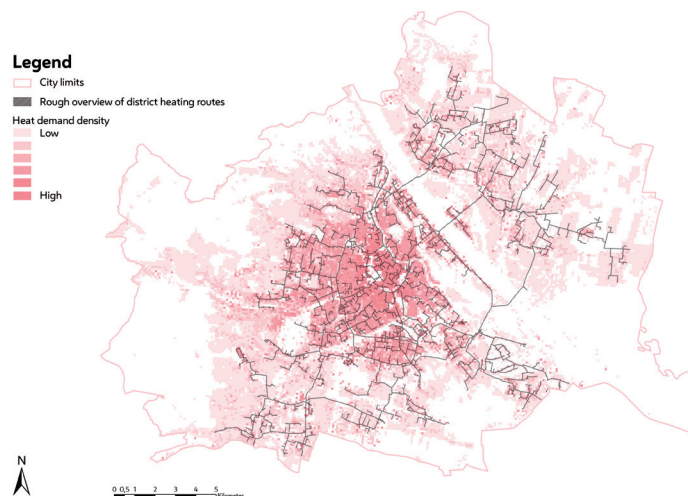 Legend
City limits
Rough overview of district heating routes
Heat demand density
Low
High
N
0 0,5 1 2 3 4 5
Kilometer